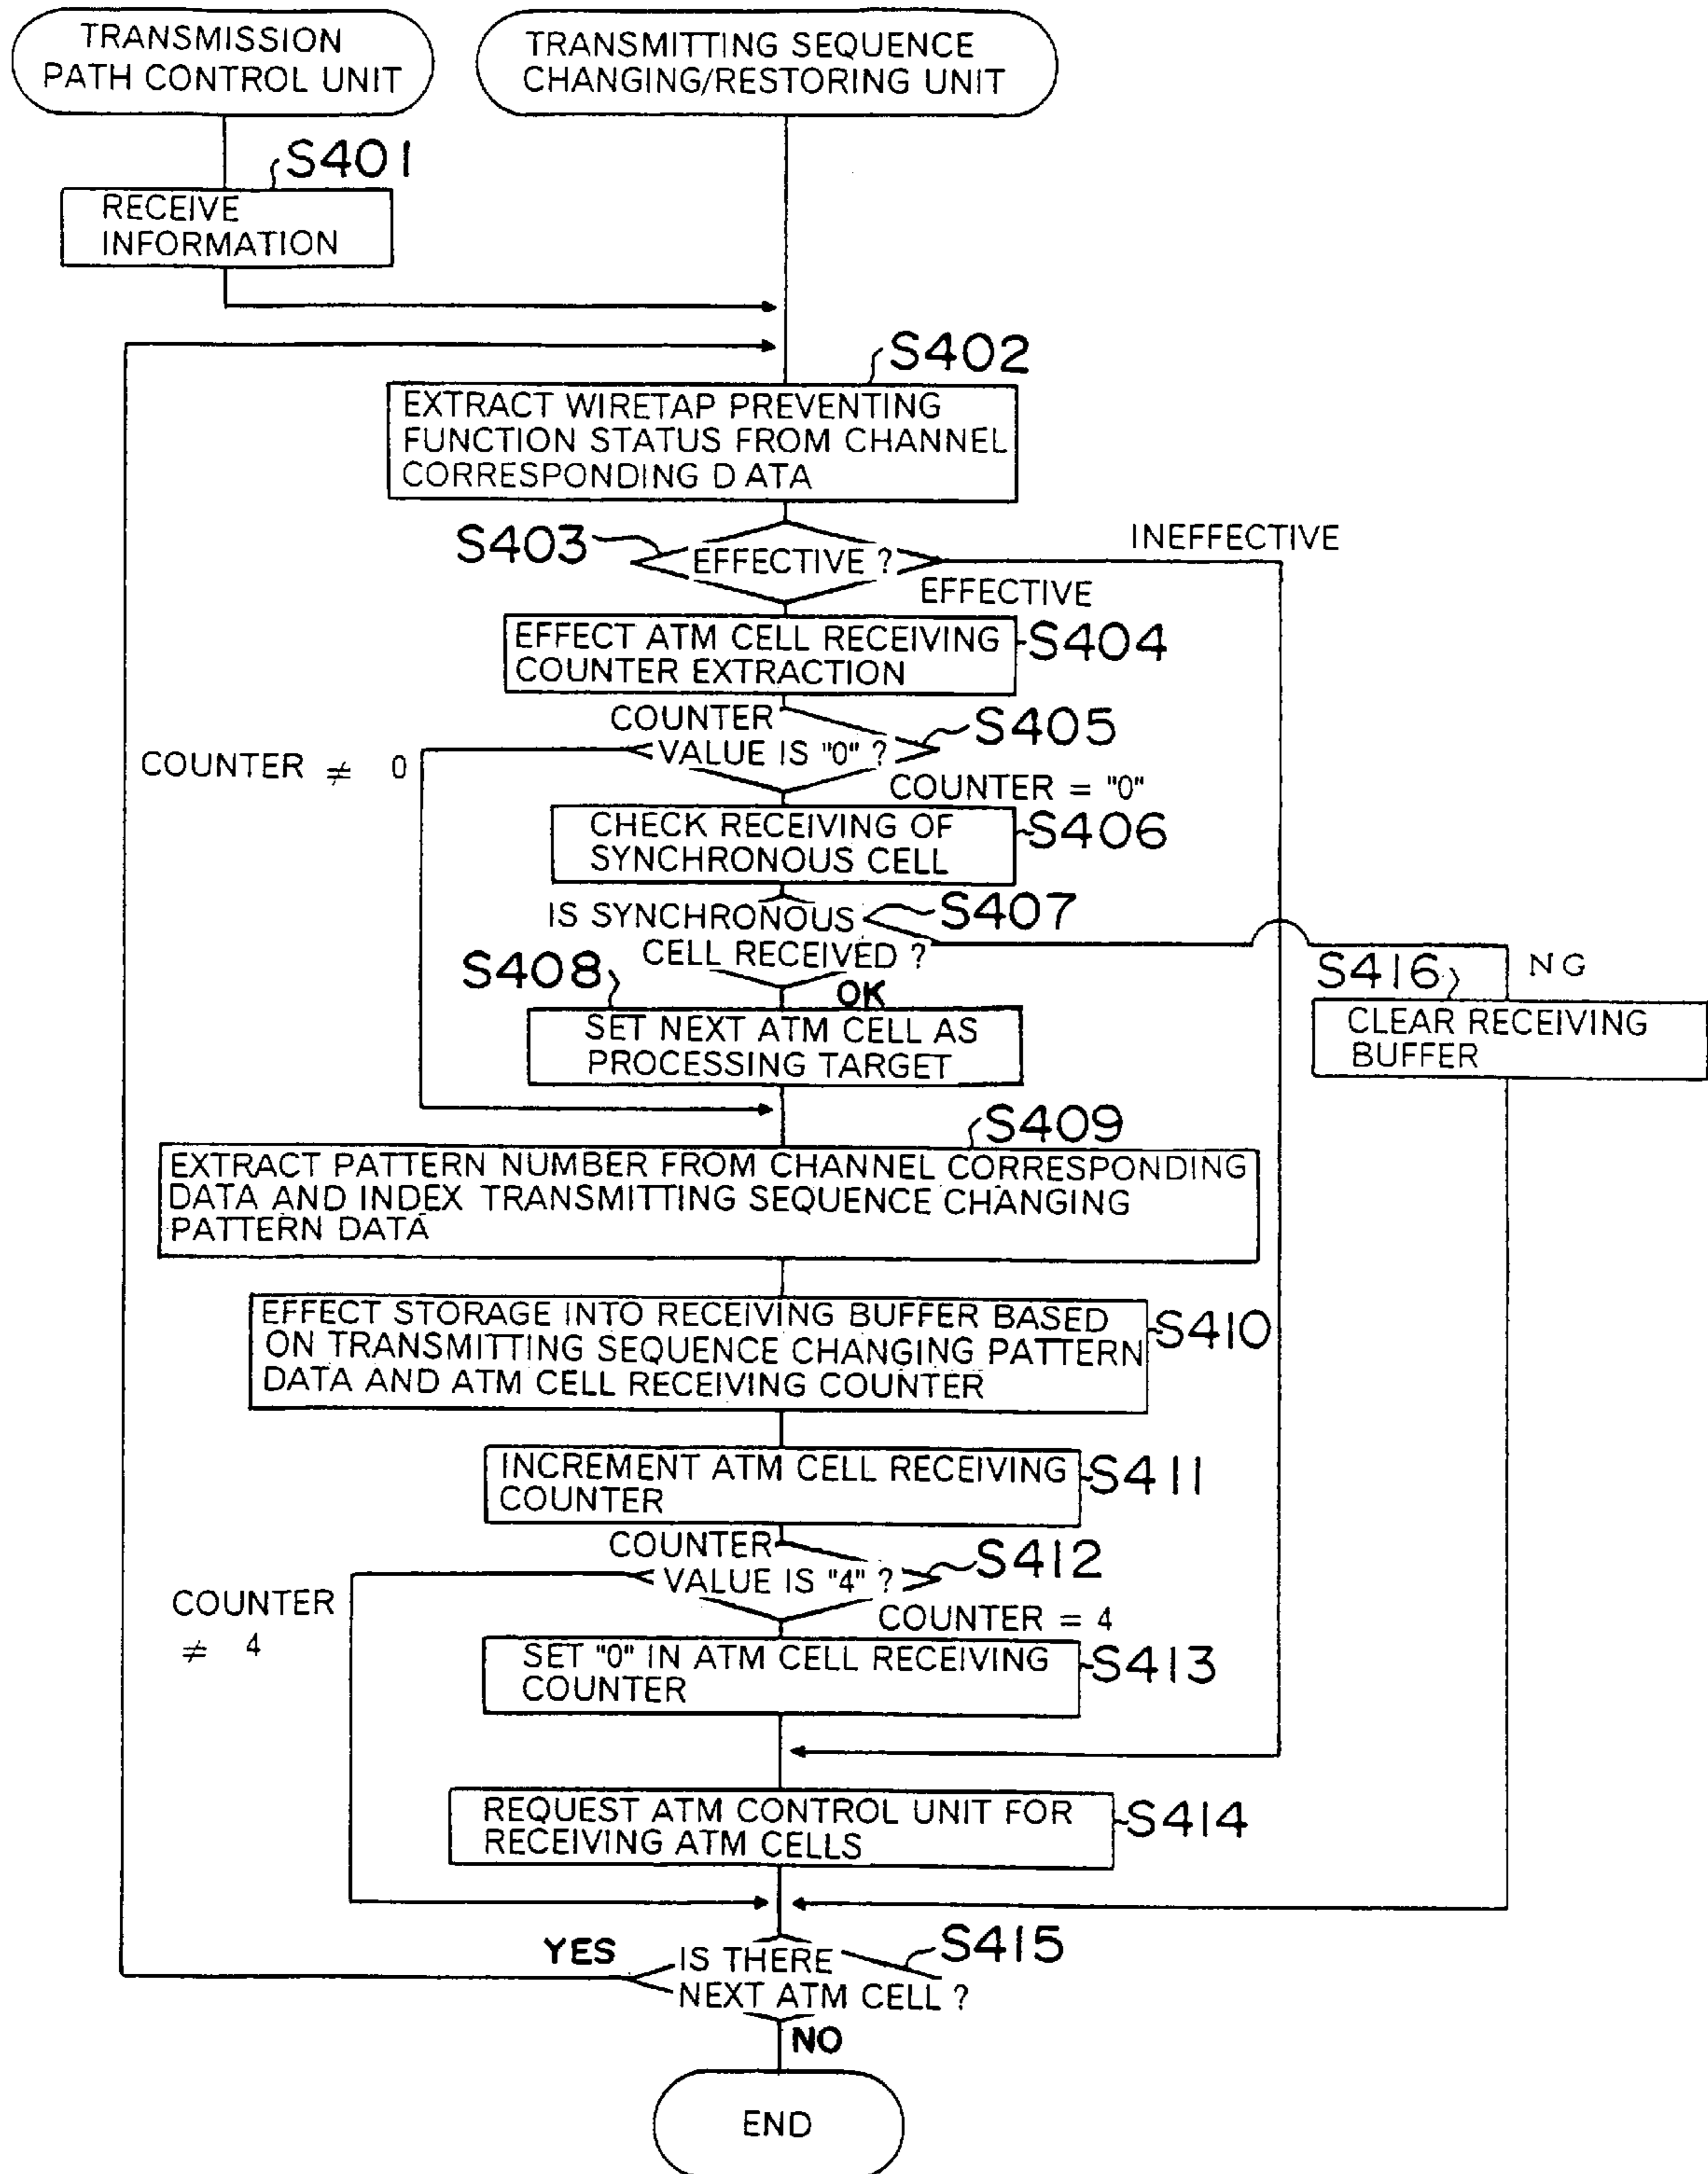 TRANSMISSION
PATH CONTROL UNIT
TRANSMITTING SEQUENCE
CHANGING/RESTORING UNIT
S401
RECEIVE
INFORMATION
S402
EXTRACT WIRETAP PREVENTING
FUNCTION STATUS FROM CHANNEL
CORRESPONDING DATA
S403
EFFECTIVE ?
INEFFECTIVE
EFFECTIVE
EFFECT ATM CELL RECEIVING
COUNTER EXTRACTION
S404
COUNTER
VALUE IS "0" ?
S405
COUNTER ≠ 0
COUNTER = "0"
CHECK RECEIVING OF
SYNCHRONOUS CELL
S406
IS SYNCHRONOUS
CELL RECEIVED ?
S407
S408
OK
NG
S416
SET NEXT ATM CELL AS
PROCESSING TARGET
CLEAR RECEIVING
BUFFER
S409
EXTRACT PATTERN NUMBER FROM CHANNEL CORRESPONDING
DATA AND INDEX TRANSMITTING SEQUENCE CHANGING
PATTERN DATA
EFFECT STORAGE INTO RECEIVING BUFFER BASED
ON TRANSMITTING SEQUENCE CHANGING PATTERN
DATA AND ATM CELL RECEIVING COUNTER
S410
INCREMENT ATM CELL RECEIVING
COUNTER
S411
COUNTER
VALUE IS "4" ?
S412
COUNTER
≠ 4
COUNTER = 4
SET "0" IN ATM CELL RECEIVING
COUNTER
S413
REQUEST ATM CONTROL UNIT FOR
RECEIVING ATM CELLS
S414
YES
IS THERE
NEXT ATM CELL ?
S415
NO
END